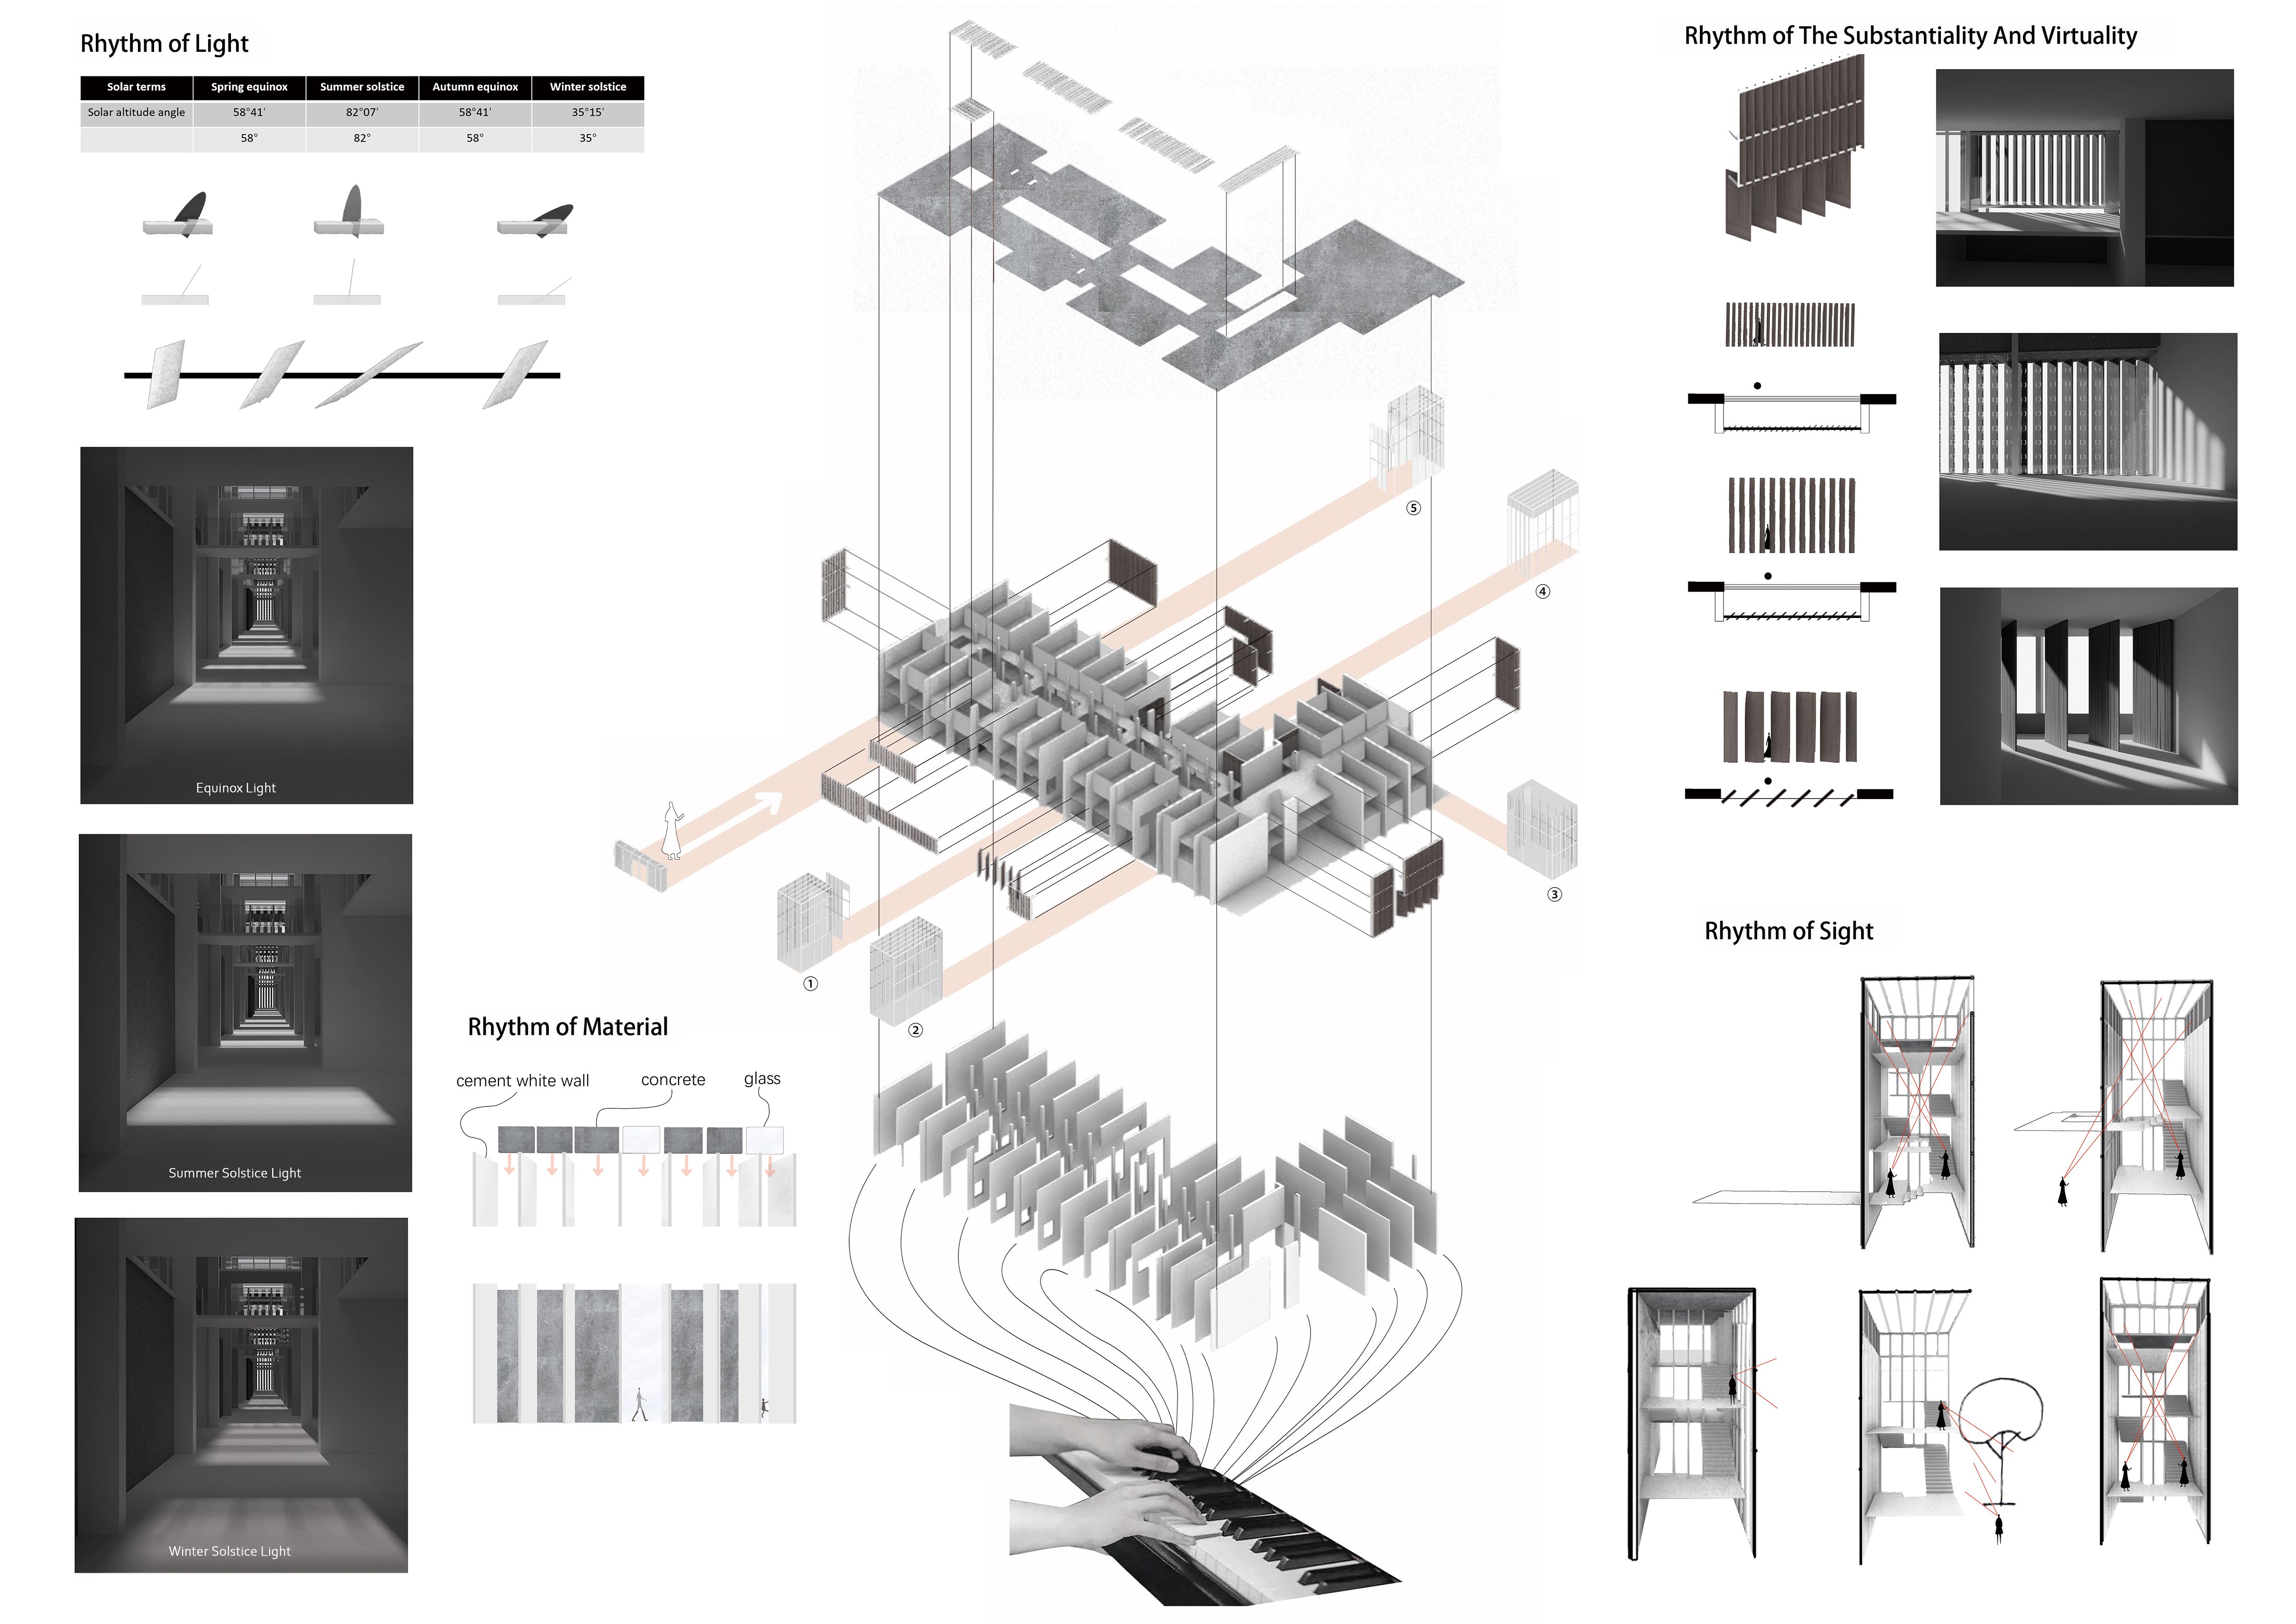 Rhythm of Light
Solar terms Spring equinox Summer solstice Autumn equinox Winter solstice
Solar altitude angle 58°41' 82°07' 58°41' 35°15'
58° 82° 58° 35°
Equinox Light
Summer Solstice Light
Winter Solstice Light
Rhythm of Material
cement white wall concrete glass
⑤
④
③
①
②
Rhythm of The Substantiality And Virtuality
Rhythm of Sight